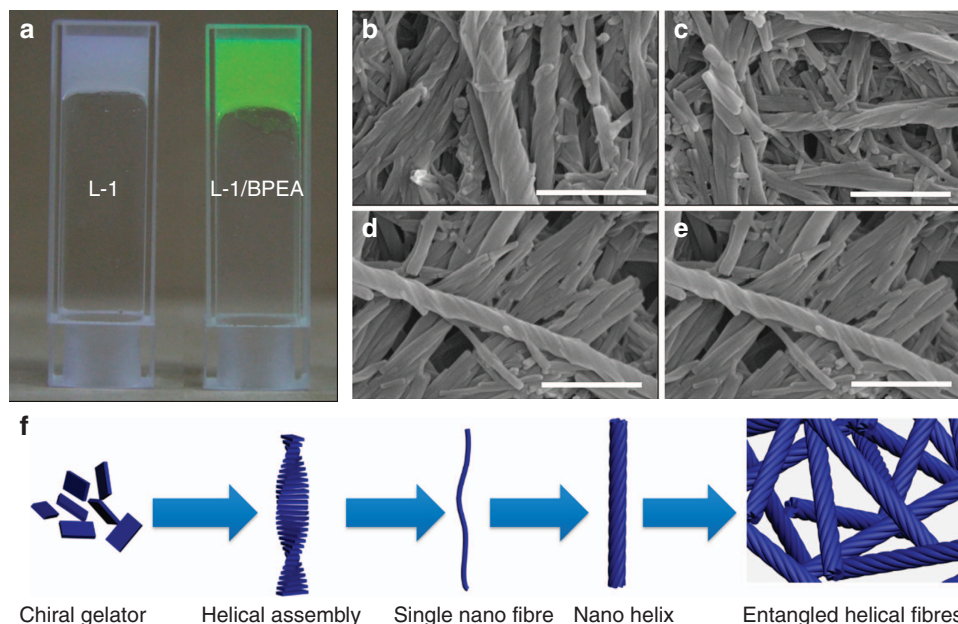 a
L-1
L-1/BPEA
b
c
d
e
f
Chiral gelator
Helical assembly
Single nano fibre
Nano helix
Entangled helical fibres